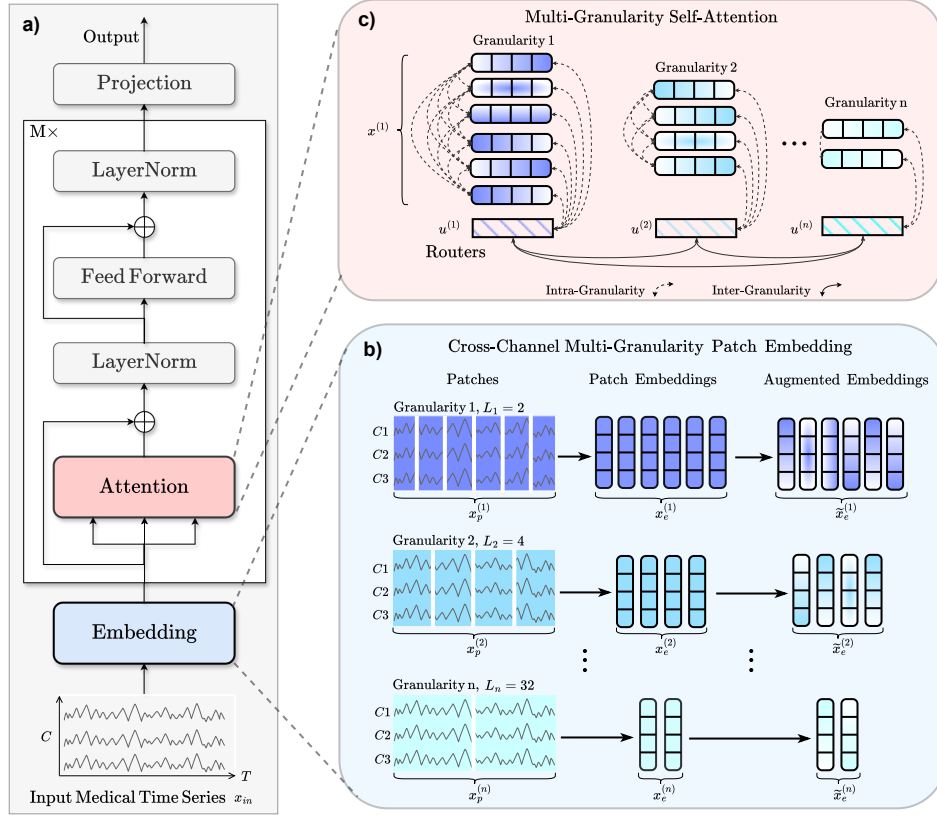 a)
Output
Projection
M×
LayerNorm
Feed Forward
LayerNorm
Attention
Embedding
C
T
Input Medical Time Series x_{in}
c)
Multi-Granularity Self-Attention
Granularity 1
Granularity 2
Granularity n
x^{(1)}
...
u^{(1)}
u^{(2)}
u^{(n)}
Routers
Intra-Granularity
Inter-Granularity
b)
Cross-Channel Multi-Granularity Patch Embedding
Patches
Patch Embeddings
Augmented Embeddings
Granularity 1, L_1 = 2
C1
C2
C3
x_p^{(1)}
x_e^{(1)}
x̃_e^{(1)}
Granularity 2, L_2 = 4
C1
C2
C3
x_p^{(2)}
x_e^{(2)}
x̃_e^{(2)}
Granularity n, L_n = 32
C1
C2
C3
x_p^{(n)}
x_e^{(n)}
x̃_e^{(n)}